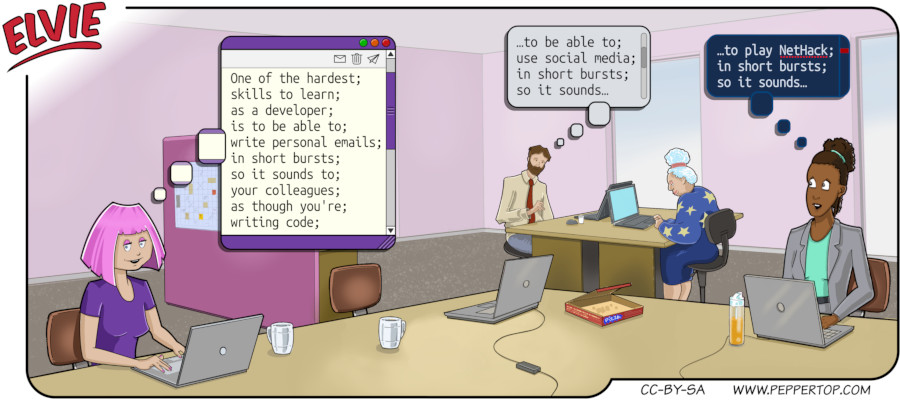 ELVIE
One of the hardest;
skills to learn;
as a developer;
is to be able to;
write personal emails;
in short bursts;
so it sounds to;
your colleagues;
as though you're;
writing code;
…to be able to;
use social media;
in short bursts;
so it sounds…
…to play NetHack;
in short bursts;
so it sounds…
PIZZA
CC-BY-SA WWW.PEPPERTOP.COM